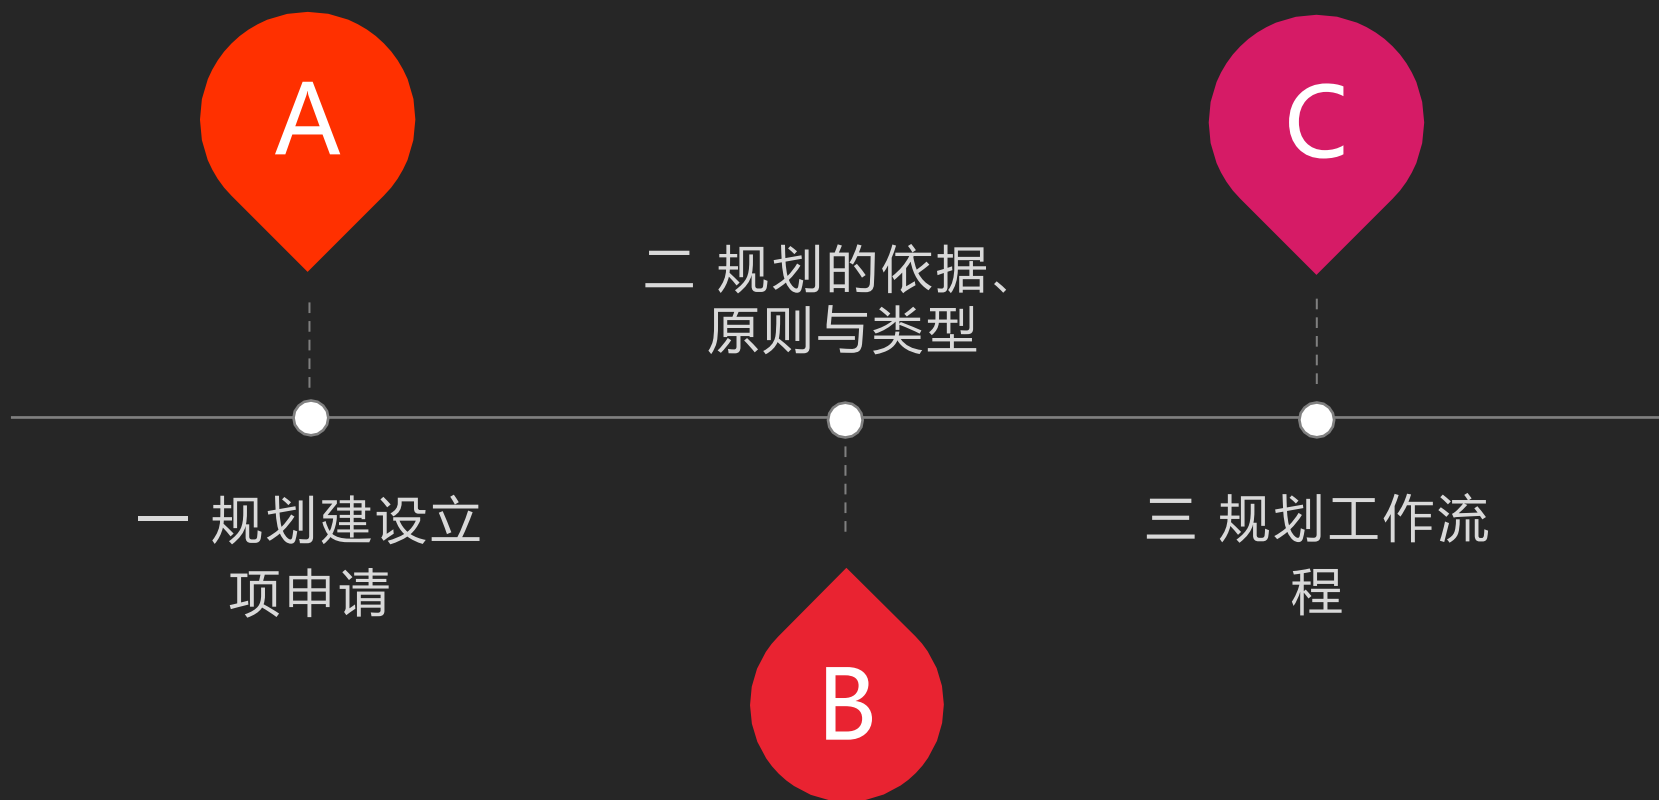 A
一 规划建设立
项申请
二 规划的依据、
原则与类型
B
C
三 规划工作流
程